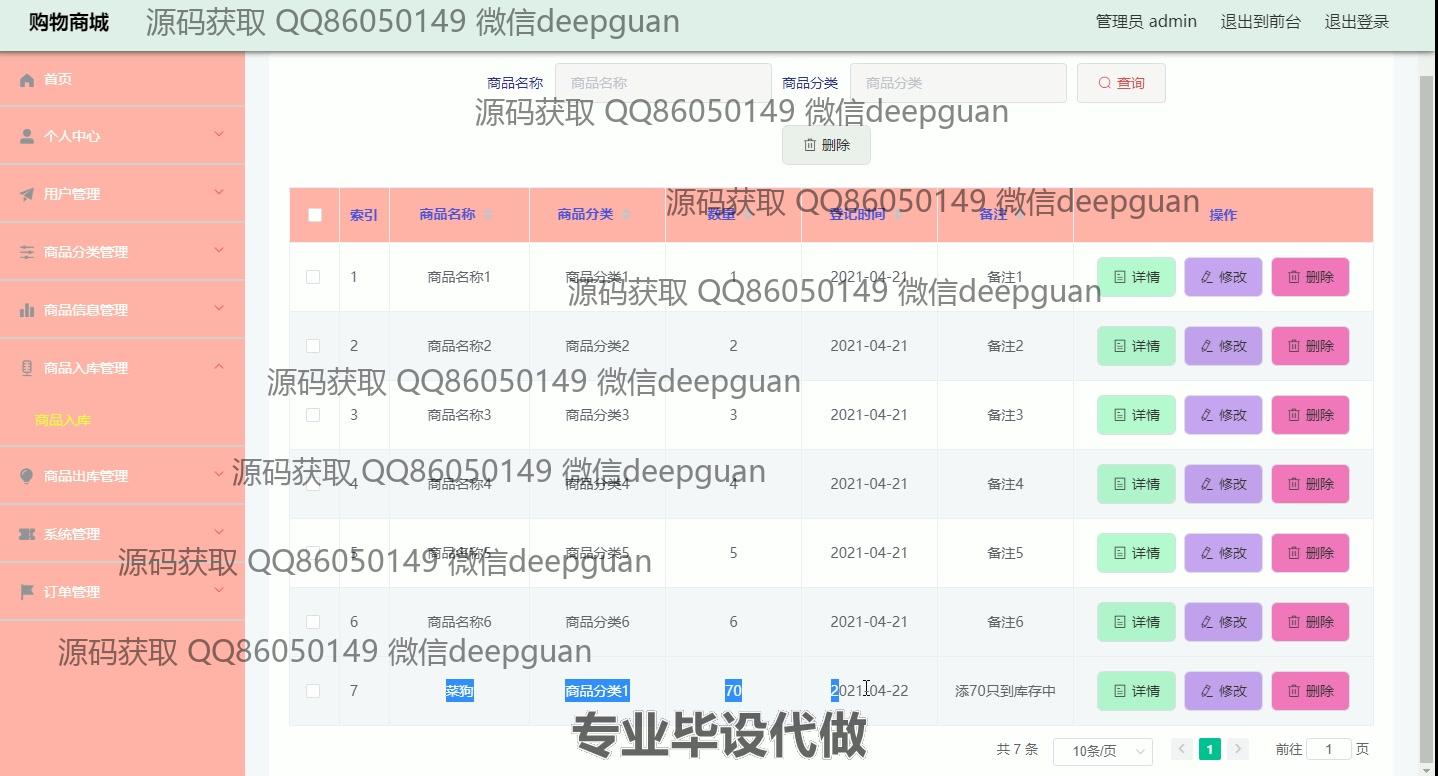 购物商城
源码获取 QQ86050149 微信deepguan
管理员 admin 退出到前台 退出登录
首页
个人中心
用户管理
商品分类管理
商品信息管理
商品入库管理
商品入库
商品出库管理
系统管理
订单管理
商品名称 商品名称 商品分类 商品分类 查询
源码获取 QQ86050149 微信deepguan
删除
源码获取 QQ86050149 微信deepguan
索引 商品名称 商品分类 数量 登记时间 备注 操作
1 商品名称1 商品分类1 1 2021-04-21 备注1 详情 修改 删除
源码获取 QQ86050149 微信deepguan
2 商品名称2 商品分类2 2 2021-04-21 备注2 详情 修改 删除
源码获取 QQ86050149 微信deepguan
3 商品名称3 商品分类3 3 2021-04-21 备注3 详情 修改 删除
源码获取 QQ86050149 微信deepguan
4 商品名称4 商品分类4 4 2021-04-21 备注4 详情 修改 删除
5 商品名称5 商品分类5 5 2021-04-21 备注5 详情 修改 删除
源码获取 QQ86050149 微信deepguan
6 商品名称6 商品分类6 6 2021-04-21 备注6 详情 修改 删除
源码获取 QQ86050149 微信deepguan
7 菜狗 商品分类1 70 2021-04-22 添70只到库存中 详情 修改 删除
专业毕设代做
共 7 条 10条/页 1 前往 1 页